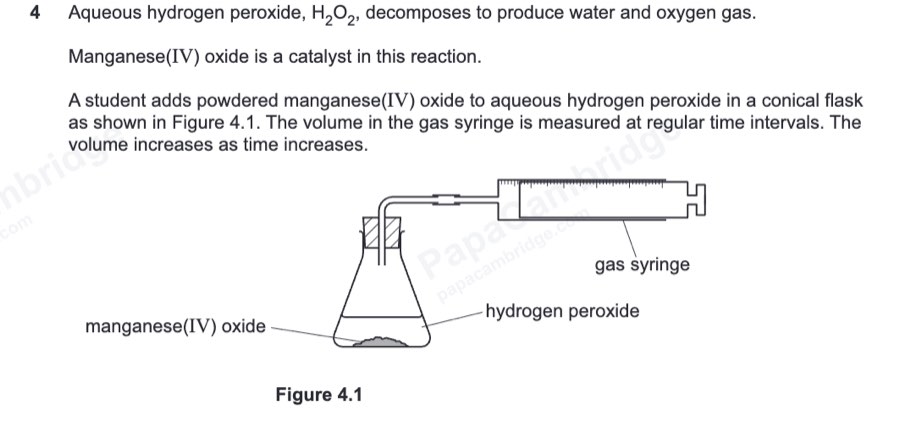 4 Aqueous hydrogen peroxide, H₂O₂, decomposes to produce water and oxygen gas.
Manganese(IV) oxide is a catalyst in this reaction.
A student adds powdered manganese(IV) oxide to aqueous hydrogen peroxide in a conical flask
as shown in Figure 4.1. The volume in the gas syringe is measured at regular time intervals. The
volume increases as time increases.
PapaCambridge
papacambridge.com
gas syringe
hydrogen peroxide
manganese(IV) oxide
Figure 4.1